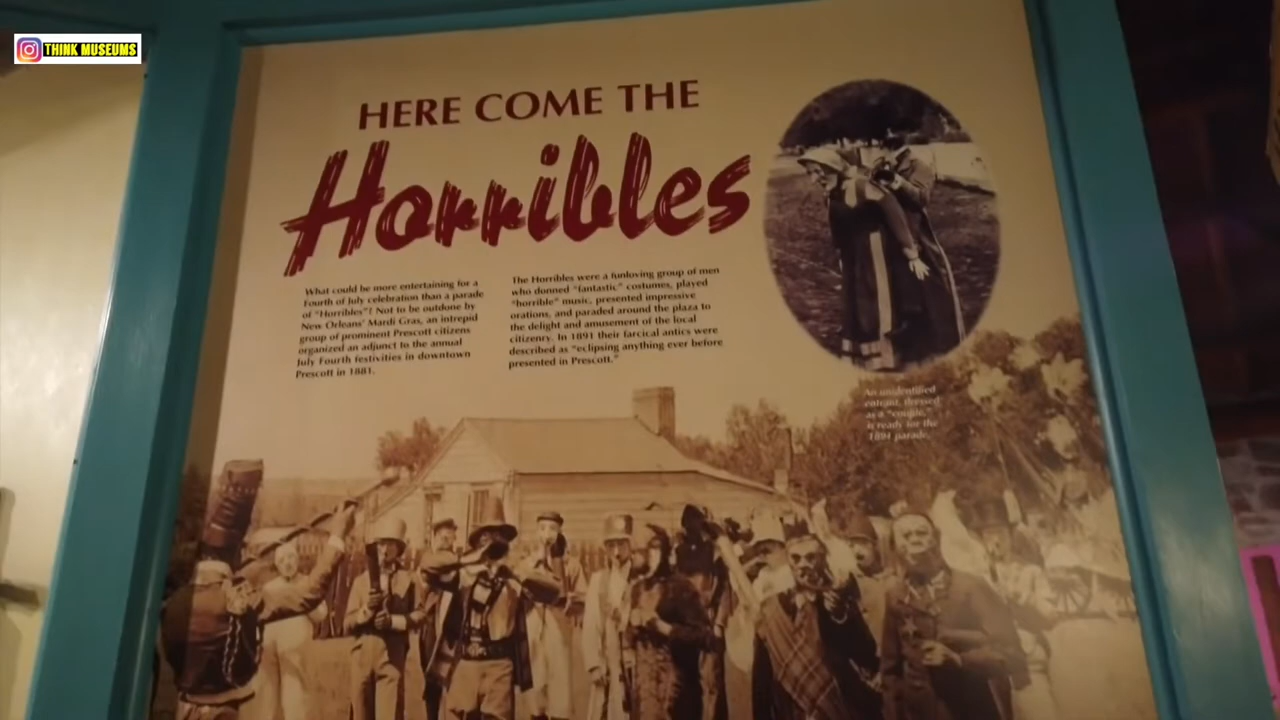 THINK MUSEUMS
HERE COME THE
Horribles
What could be more entertaining for a
Fourth of July celebration than a parade
of "Horribles"? Not to be outdone by
New Orleans' Mardi Gras, an intrepid
group of prominent Prescott citizens
organized an adjunct to the annual
July Fourth festivities in downtown
Prescott in 1881.
The Horribles were a funloving group of men
who donned "fantastic" costumes, played
"horrible" music, presented impressive
orations, and paraded around the plaza to
the delight and amusement of the local
citizenry. In 1891 their farcical antics were
described as "eclipsing anything ever before
presented in Prescott."
An unidentified
entrant, dressed
as a "couple,"
is ready for the
1894 parade.